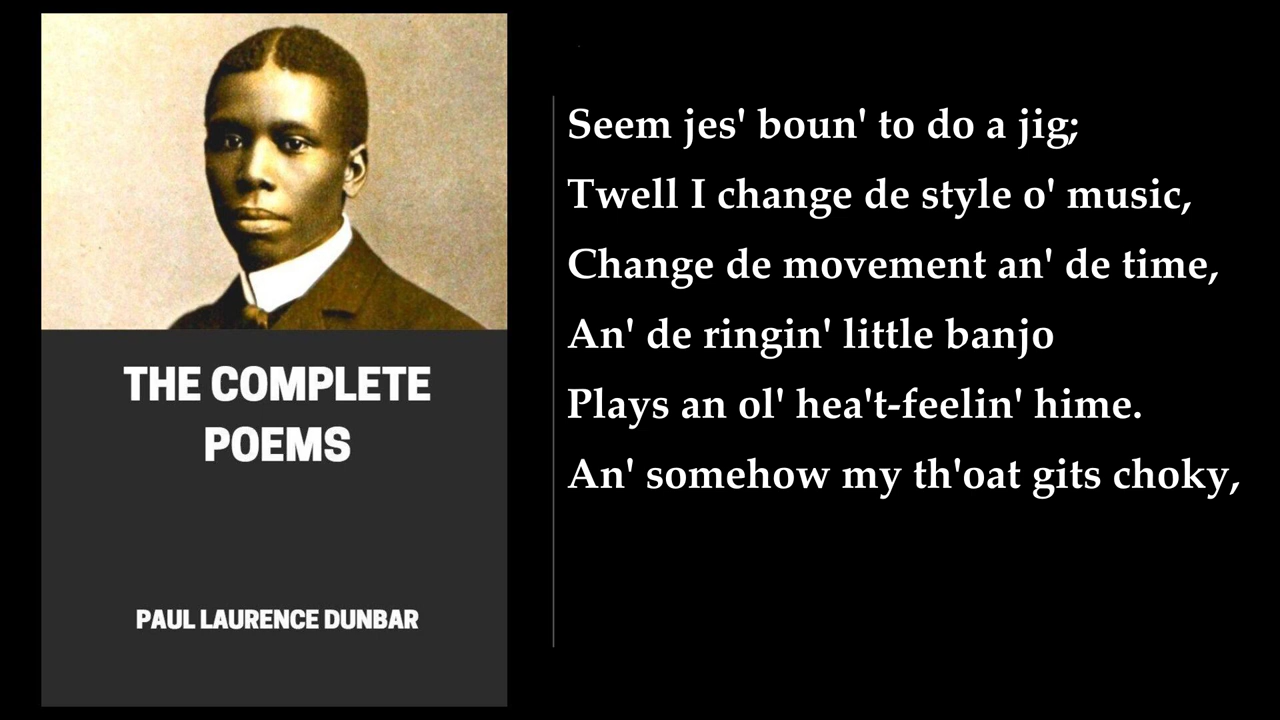 THE COMPLETE
POEMS
PAUL LAURENCE DUNBAR
Seem jes' boun' to do a jig;
Twell I change de style o' music,
Change de movement an' de time,
An' de ringin' little banjo
Plays an ol' hea't-feelin' hime.
An' somehow my th'oat gits choky,